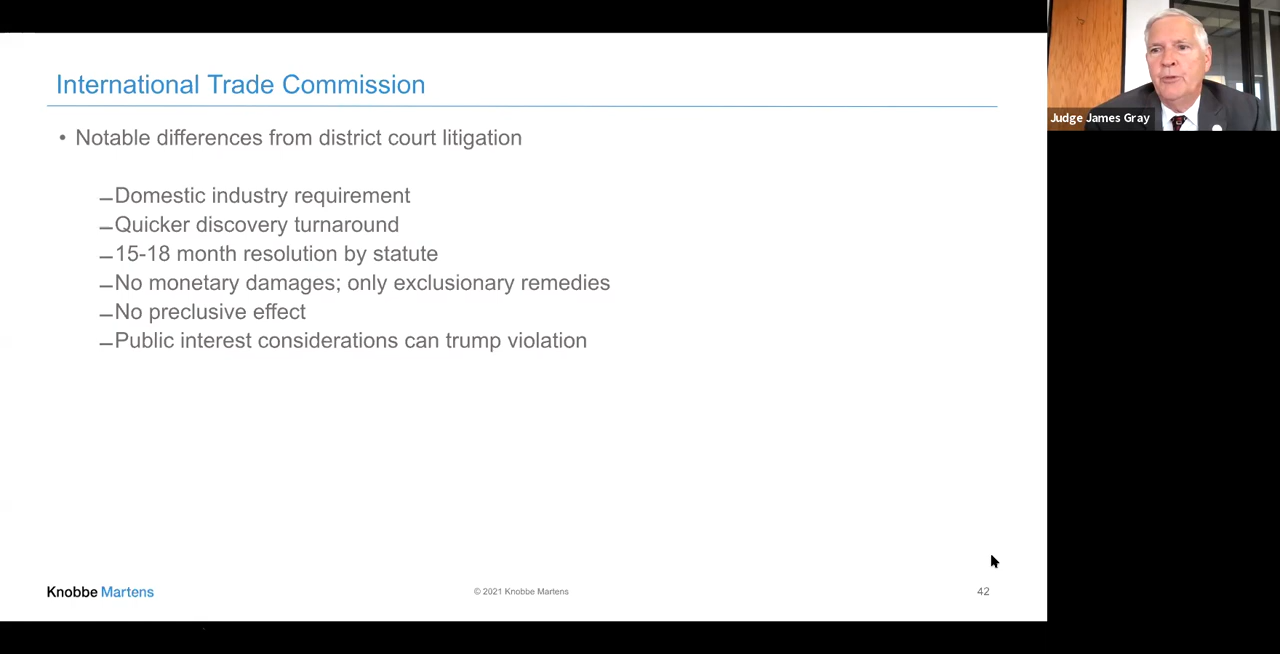 International Trade Commission
• Notable differences from district court litigation
–Domestic industry requirement
–Quicker discovery turnaround
–15-18 month resolution by statute
–No monetary damages; only exclusionary remedies
–No preclusive effect
–Public interest considerations can trump violation
Knobbe Martens
© 2021 Knobbe Martens
42
Judge James Gray